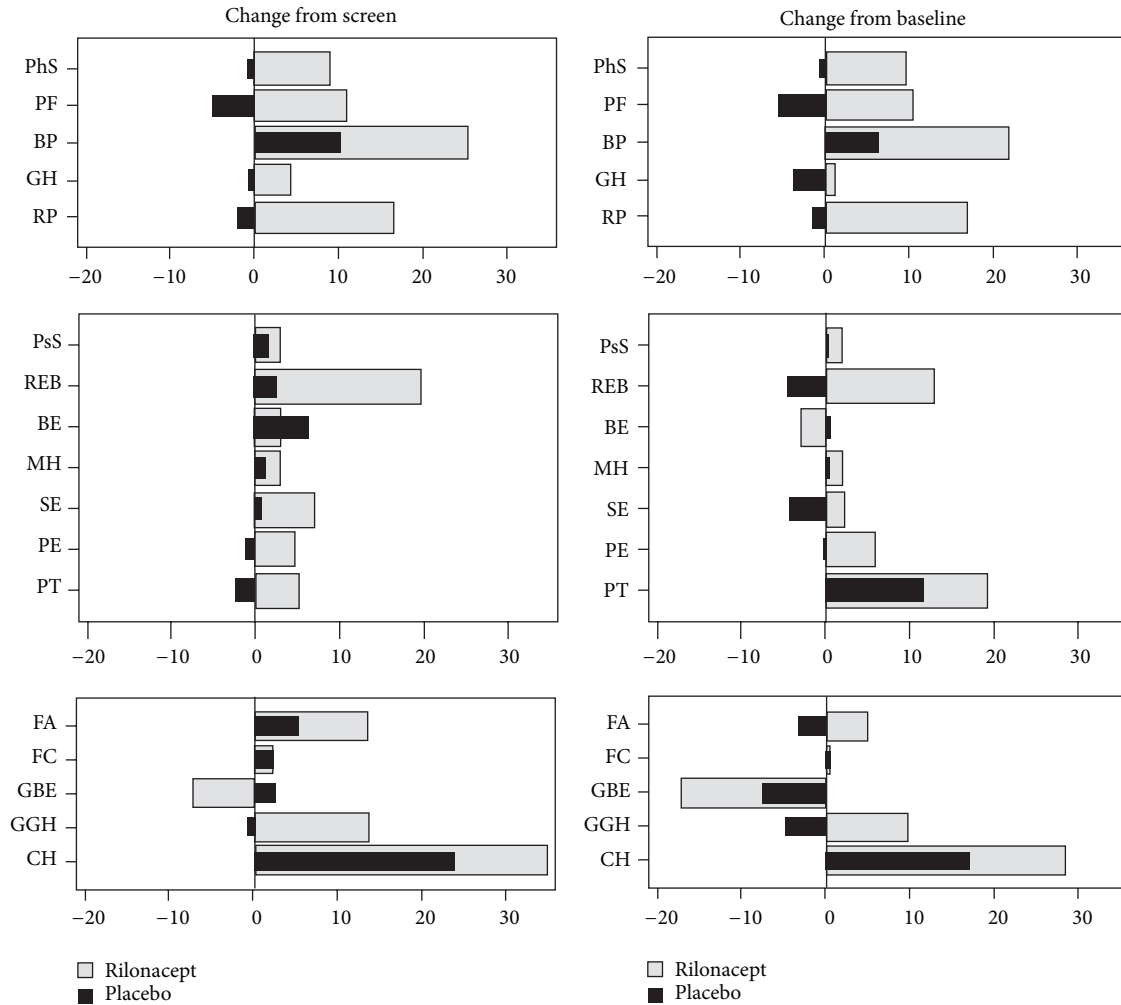 Change from screen
PhS
PF
BP
GH
RP
−20 −10 0 10 20 30
PsS
REB
BE
MH
SE
PE
PT
−20 −10 0 10 20 30
FA
FC
GBE
GGH
CH
−20 −10 0 10 20 30
Rilonacept
Placebo
Change from baseline
PhS
PF
BP
GH
RP
−20 −10 0 10 20 30
PsS
REB
BE
MH
SE
PE
PT
−20 −10 0 10 20 30
FA
FC
GBE
GGH
CH
−20 −10 0 10 20 30
Rilonacept
Placebo